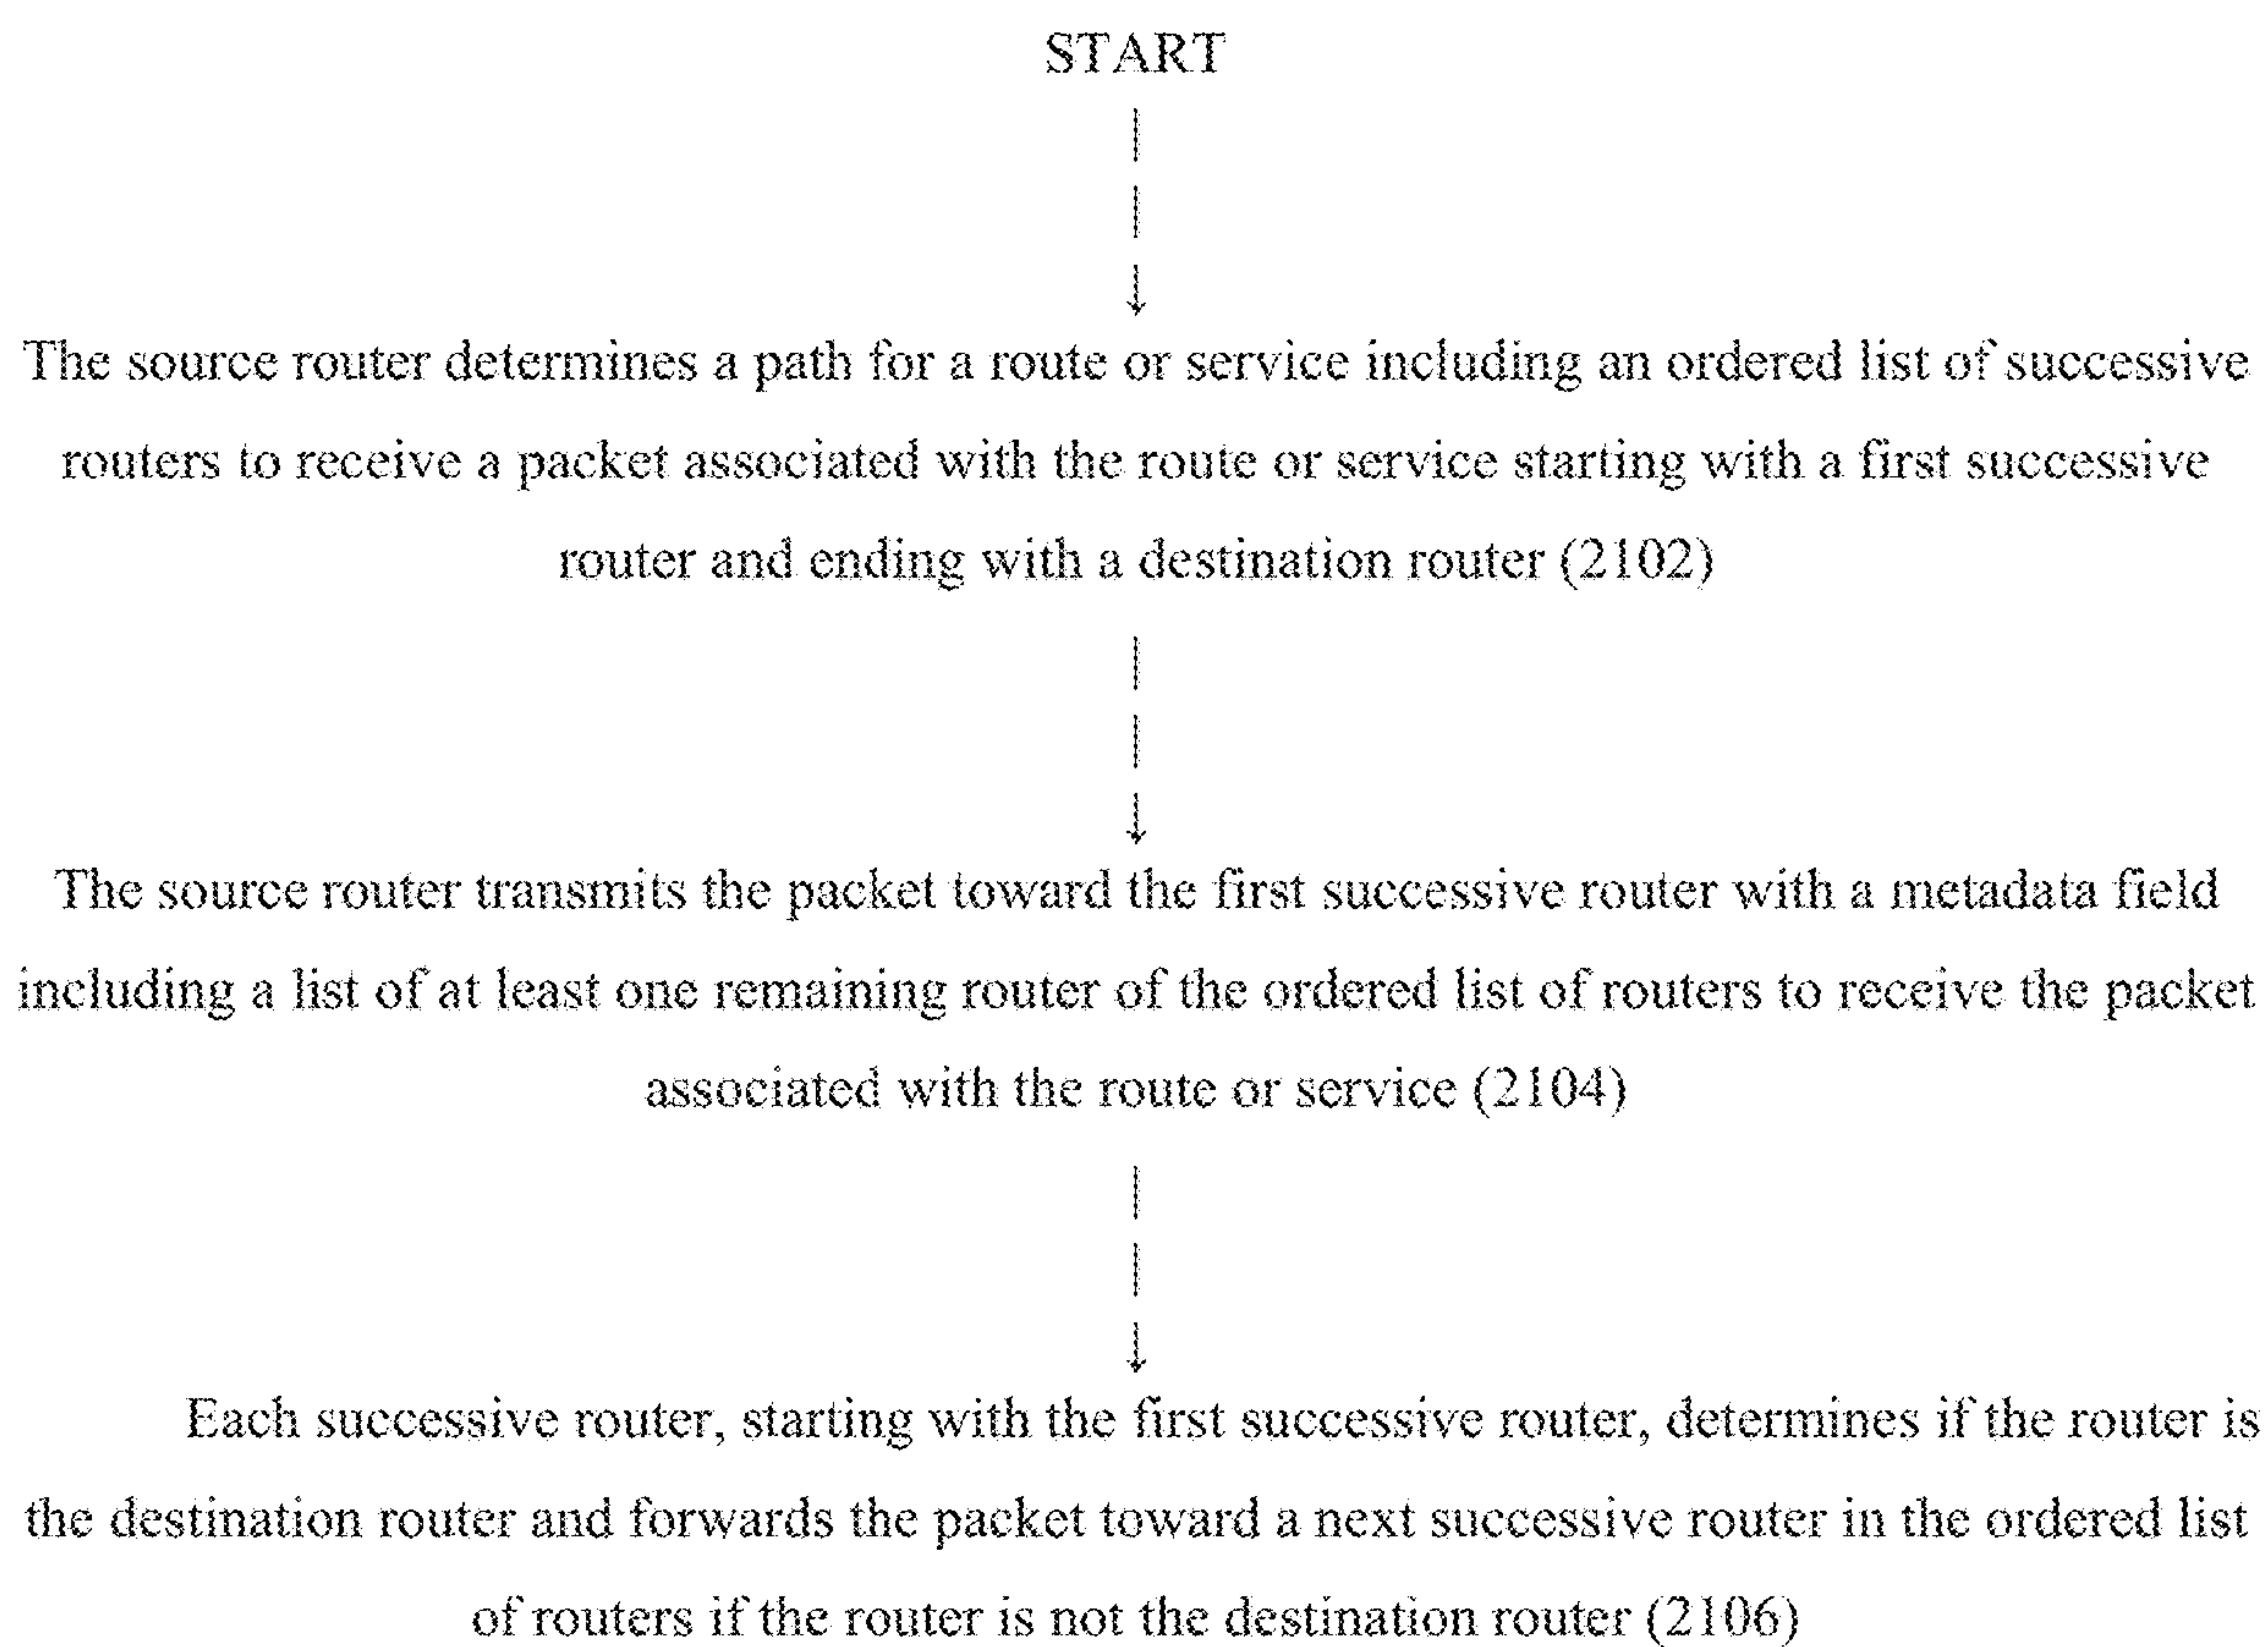 START
The source router determines a path for a route or service including an ordered list of successive
routers to receive a packet associated with the route or service starting with a first successive
router and ending with a destination router (2102)
The source router transmits the packet toward the first successive router with a metadata field
including a list of at least one remaining router of the ordered list of routers to receive the packet
associated with the route or service (2104)
Each successive router, starting with the first successive router, determines if the router is
the destination router and forwards the packet toward a next successive router in the ordered list
of routers if the router is not the destination router (2106)